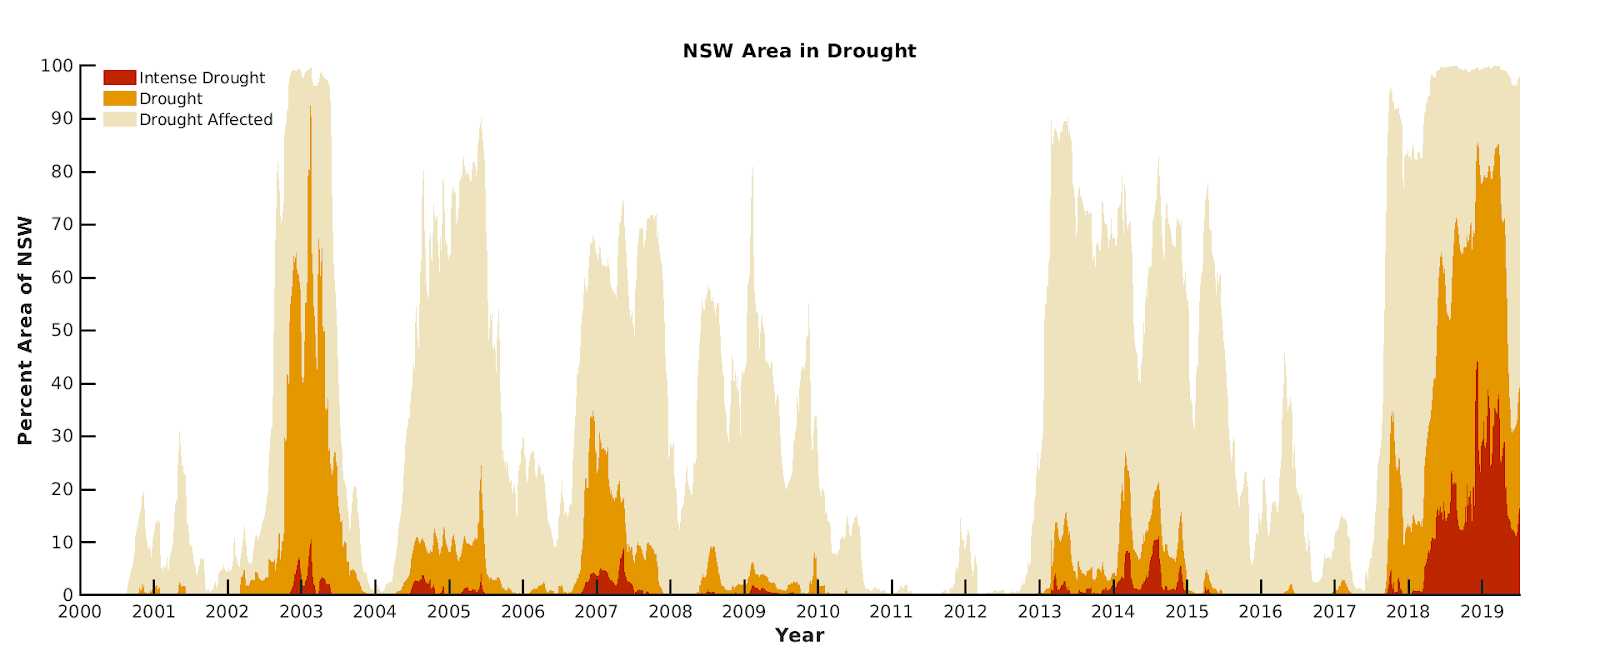 NSW Area in Drought
Intense Drought
Drought
Drought Affected
Percent Area of NSW
100
90
80
70
60
50
40
30
20
10
0
2000 2001 2002 2003 2004 2005 2006 2007 2008 2009 2010 2011 2012 2013 2014 2015 2016 2017 2018 2019
Year